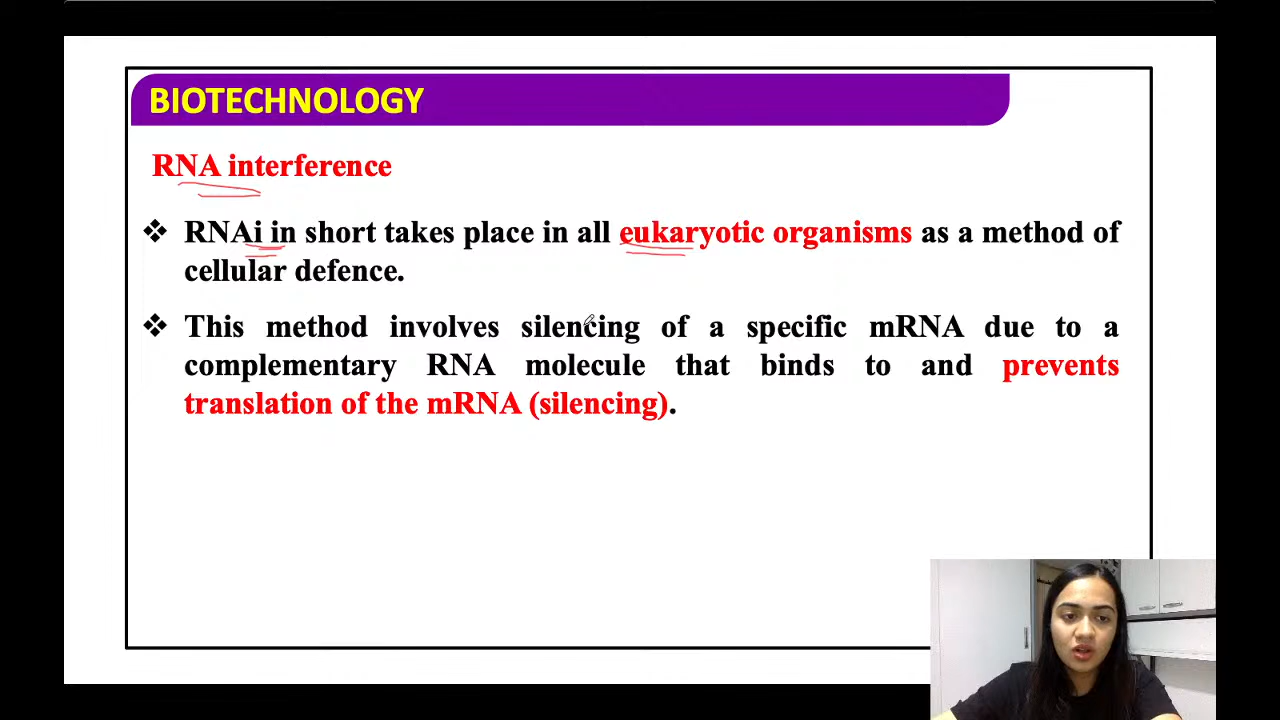 BIOTECHNOLOGY
RNA interference
❖ RNAi in short takes place in all eukaryotic organisms as a method of
cellular defence.
❖ This method involves silencing of a specific mRNA due to a
complementary RNA molecule that binds to and prevents
translation of the mRNA (silencing).